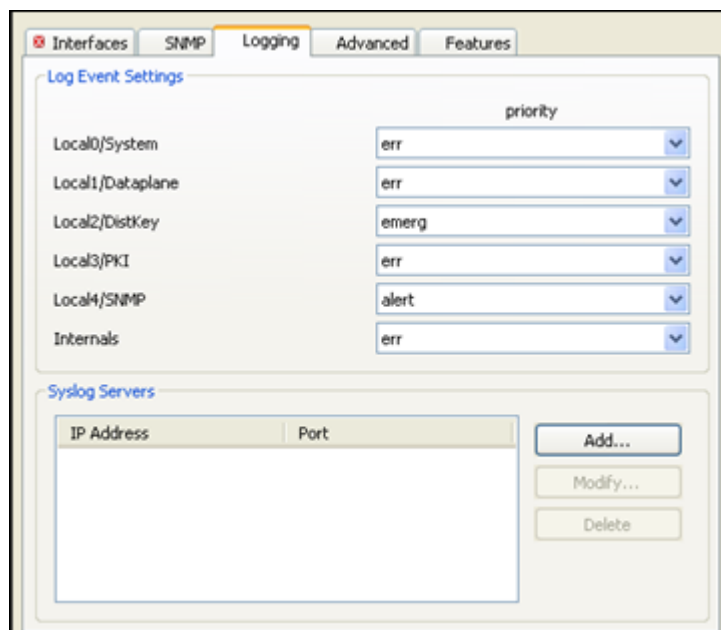 Interfaces SNMP Logging Advanced Features
Log Event Settings
priority
Local0/System err
Local1/Dataplane err
Local2/DistKey emerg
Local3/PKI err
Local4/SNMP alert
Internals err
Syslog Servers
IP Address Port
Add...
Modify...
Delete